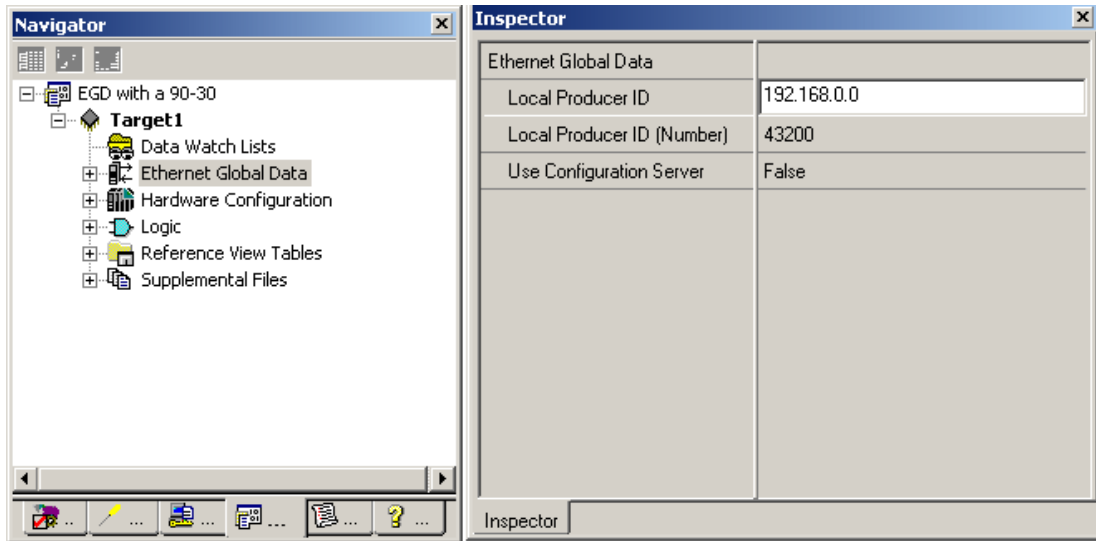 Navigator
EGD with a 90-30
Target1
Data Watch Lists
Ethernet Global Data
Hardware Configuration
Logic
Reference View Tables
Supplemental Files
.. ... ... ... ... ...
Inspector
Ethernet Global Data
Local Producer ID 192.168.0.0
Local Producer ID (Number) 43200
Use Configuration Server False
Inspector